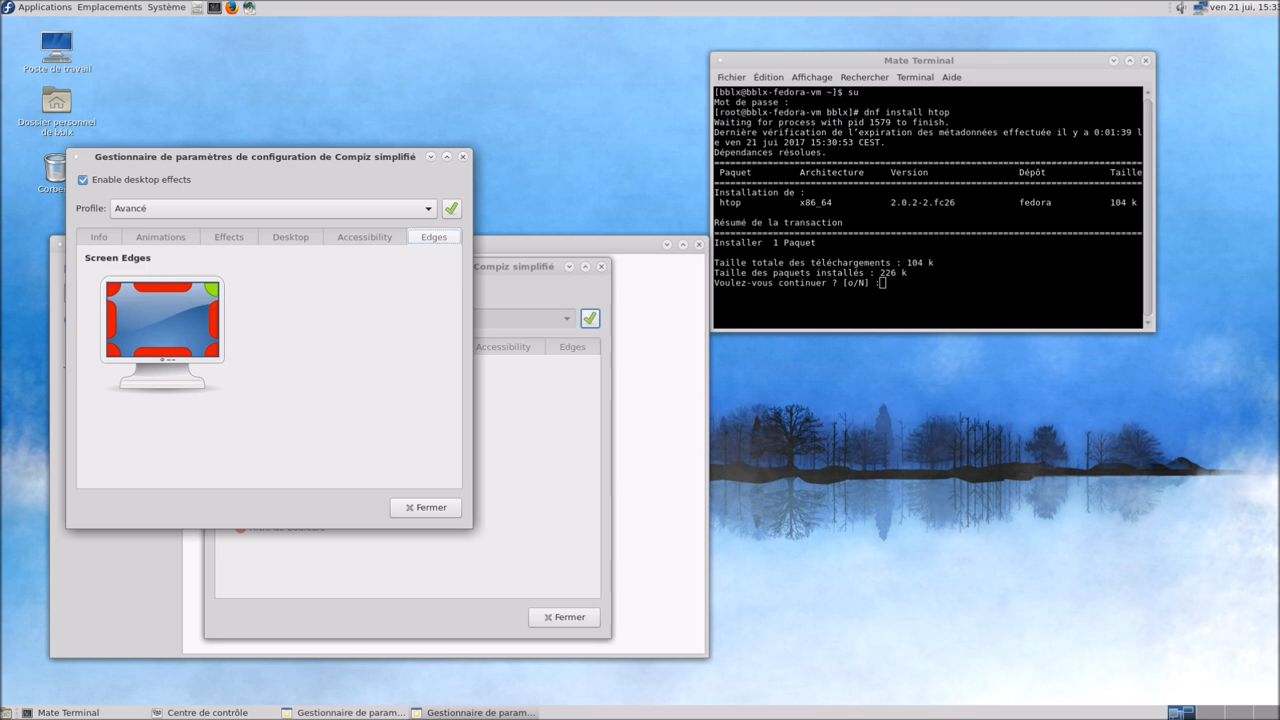 Applications Emplacements Système
ven 21 jui, 15:33
Poste de travail
Dossier personnel
de bblx
Corbe
Mate Terminal
Fichier Édition Affichage Rechercher Terminal Aide
[bblx@bblx-fedora-vm ~]$ su
Mot de passe :
[root@bblx-fedora-vm bblx]# dnf install htop
Waiting for process with pid 1579 to finish.
Dernière vérification de l’expiration des métadonnées effectuée il y a 0:01:39 l
e ven 21 jui 2017 15:30:53 CEST.
Dépendances résolues.
================================================================================
Paquet Architecture Version Dépôt Taille
================================================================================
Installation de :
htop x86_64 2.0.2-2.fc26 fedora 104 k
Résumé de la transaction
================================================================================
Installer 1 Paquet
Taille totale des téléchargements : 104 k
Taille des paquets installés : 226 k
Voulez-vous continuer ? [o/N] :
Gestionnaire de paramètres de configuration de Compiz simplifié
Enable desktop effects
Profile: Avancé
nfo Animations Effects Desktop Accessibility Edges
Screen Edges
Fermer
Compiz simplifié
Accessibility Edges
Fermer
Mate Terminal Centre de contrôle Gestionnaire de param... Gestionnaire de param...